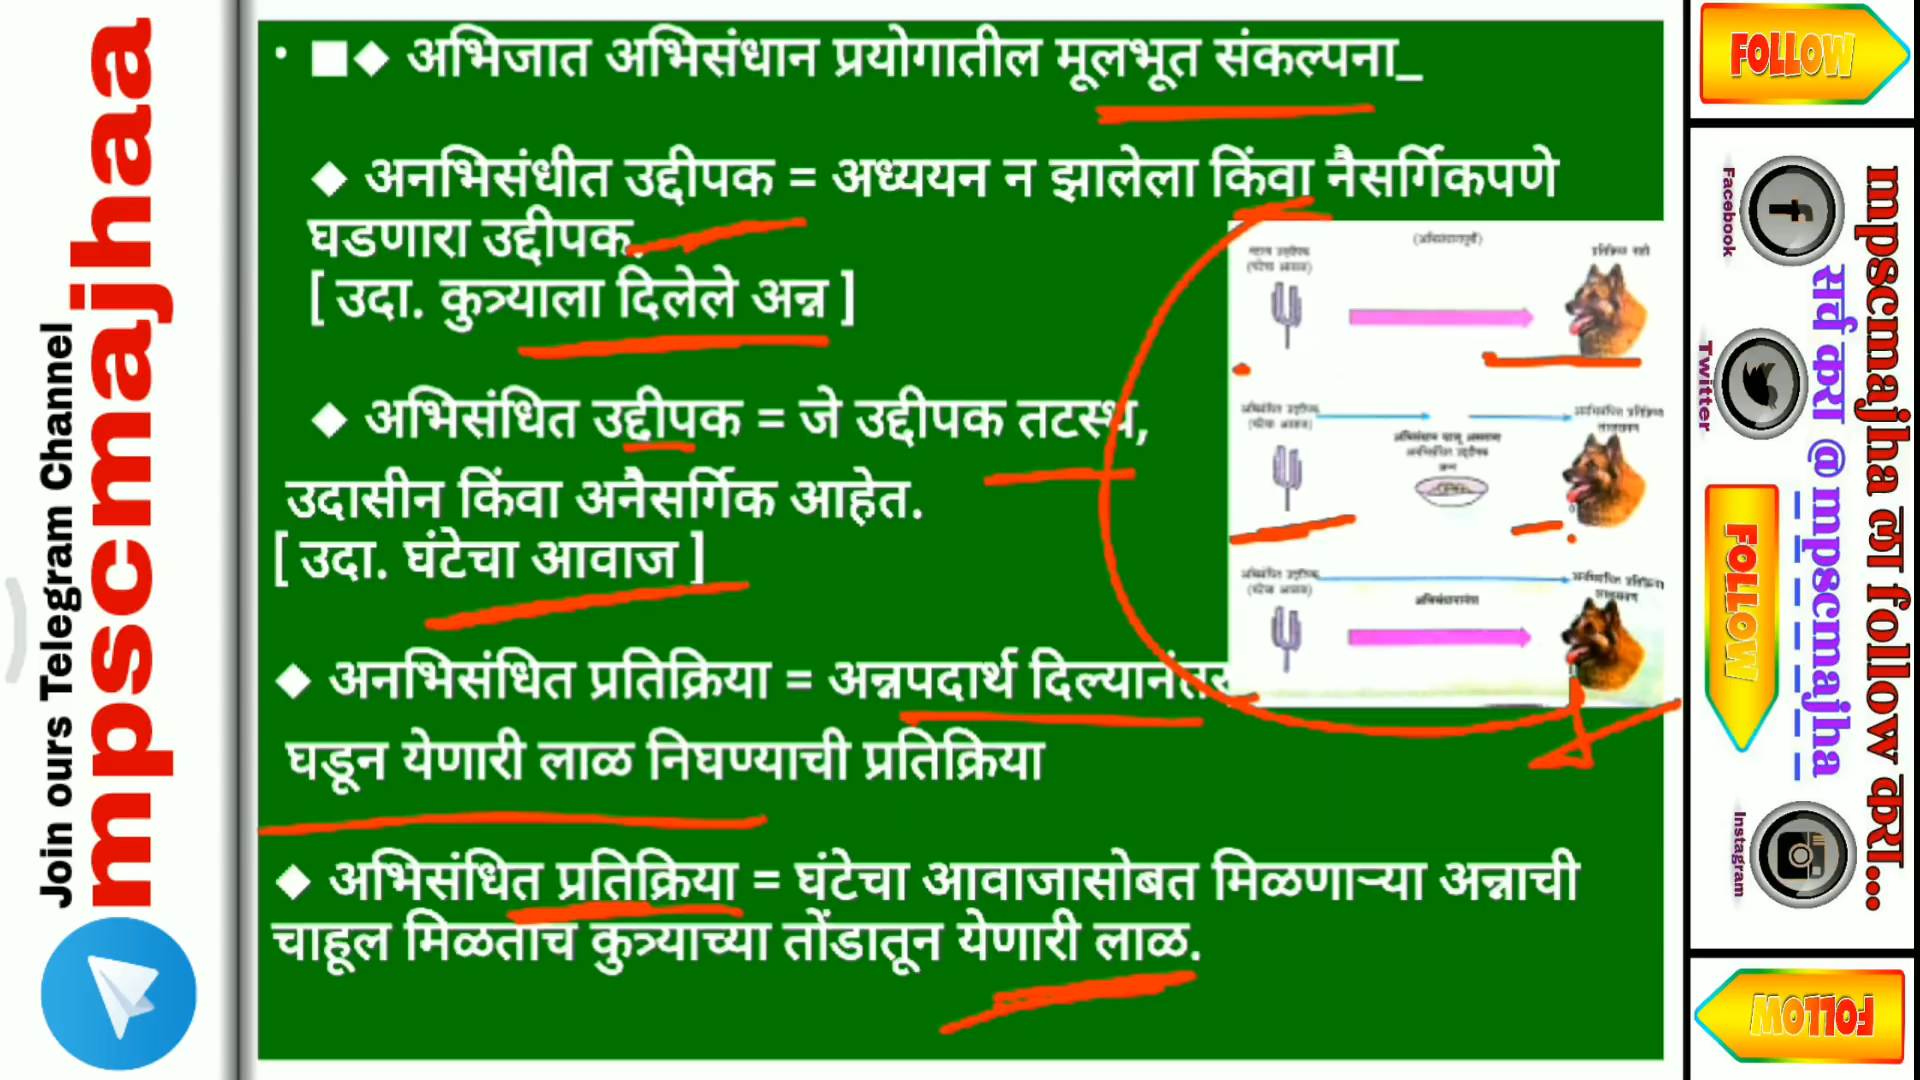 Join ours Telegram Channel
mpscmajhaa
• ■◆ अभिजात अभिसंधान प्रयोगातील मूलभूत संकल्पना_
◆ अनभिसंधीत उद्दीपक = अध्ययन न झालेला किंवा नैसर्गिकपणे
घडणारा उद्दीपक.
[ उदा. कुत्र्याला दिलेले अन्न ]
◆ अभिसंधित उद्दीपक = जे उद्दीपक तटस्थ,
उदासीन किंवा अनैसर्गिक आहेत.
[ उदा. घंटेचा आवाज ]
◆ अनभिसंधित प्रतिक्रिया = अन्नपदार्थ दिल्यानंतर
घडून येणारी लाळ निघण्याची प्रतिक्रिया
◆ अभिसंधित प्रतिक्रिया = घंटेचा आवाजासोबत मिळणाऱ्या अन्नाची
चाहूल मिळताच कुत्र्याच्या तोंडातून येणारी लाळ.
FOLLOW
mpscmajha ला follow करा...
सर्च करा @mpscmajha
Facebook
Twitter
Instagram
FOLLOW
FOLLOW